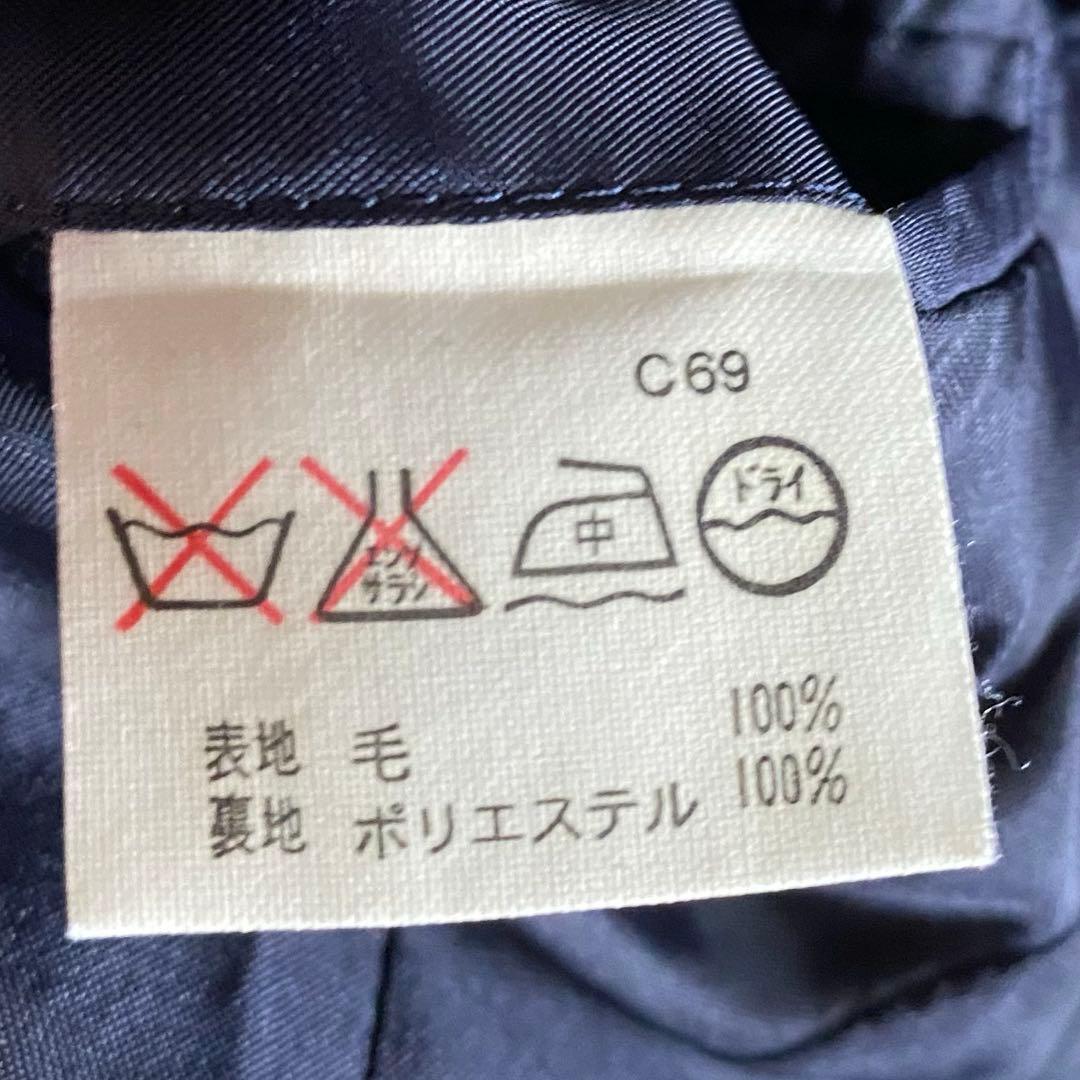 C69
エンソ
サラシ
中
ドライ
表地 毛 100%
裏地 ポリエステル 100%